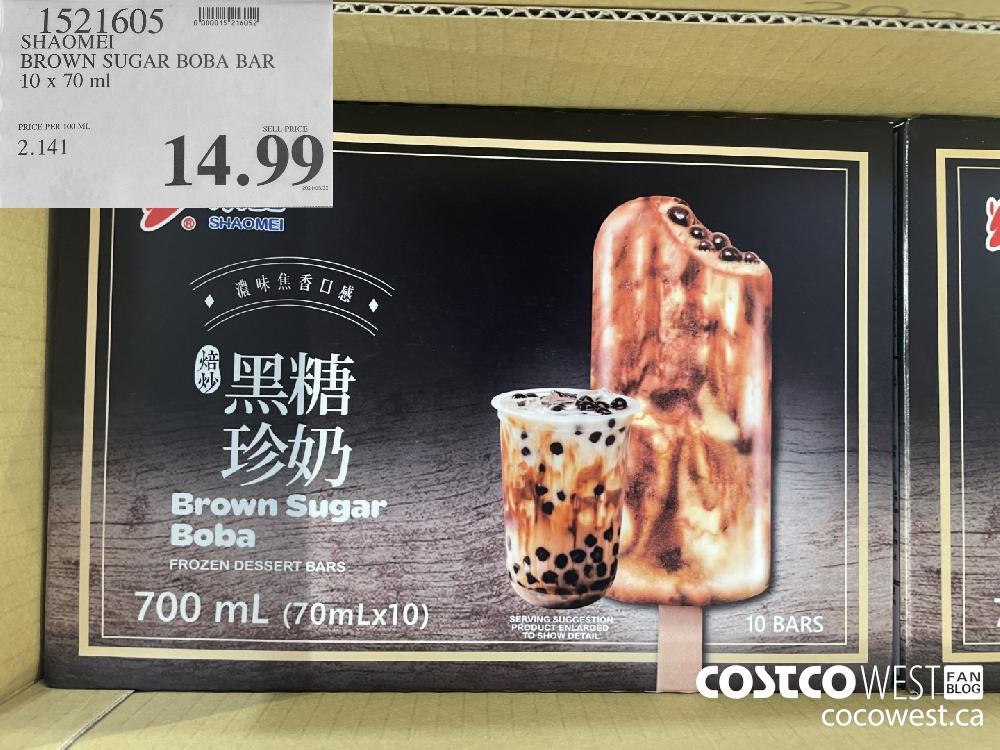 1521605
SHAOMEI
BROWN SUGAR BOBA BAR
10 x 70 ml
PRICE PER 100 ML
2.141
SELL PRICE
14.99
SHAOMEI
濃味焦香口感
焙炒
黑糖
珍奶
Brown Sugar
Boba
FROZEN DESSERT BARS
700 mL (70mLx10)
SERVING SUGGESTION
PRODUCT ENLARGED
TO SHOW DETAIL
10 BARS
COSTCO WEST FAN BLOG
cocowest.ca